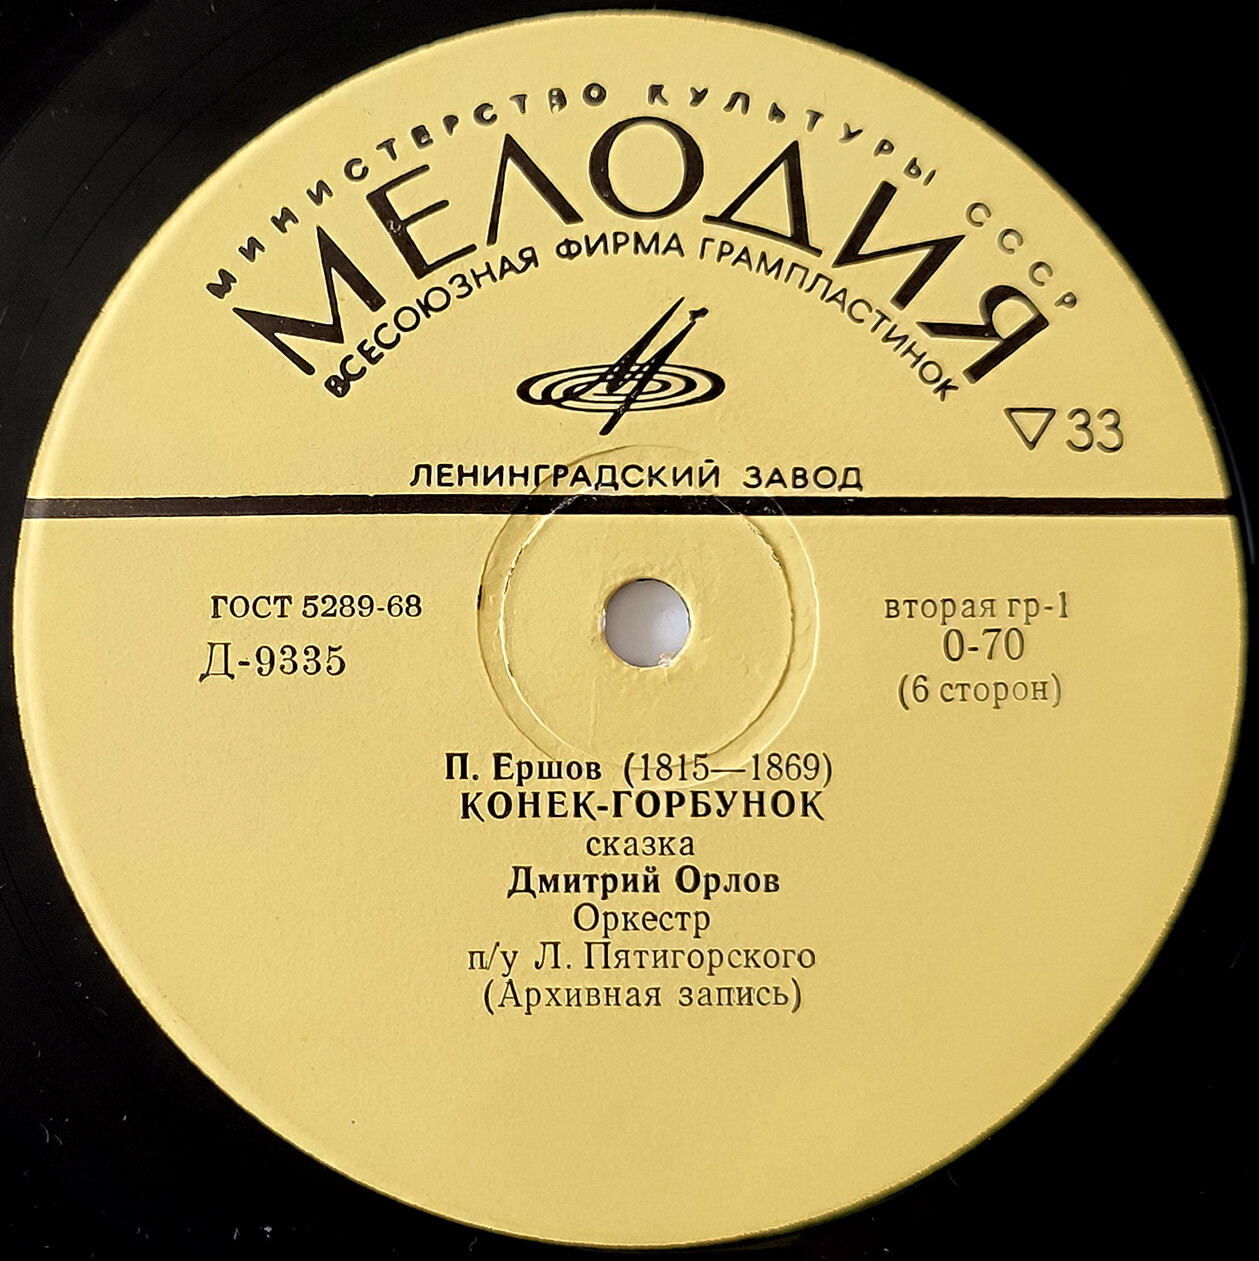 МИНИСТЕРСТВО КУЛЬТУРЫ СССР
МЕЛОДИЯ
ВСЕСОЮЗНАЯ ФИРМА ГРАМПЛАСТИНОК
▽33
ЛЕНИНГРАДСКИЙ ЗАВОД
ГОСТ 5289-68
Д-9335
вторая гр-1
0-70
(6 сторон)
П. Ершов (1815—1869)
КОНЕК-ГОРБУНОК
сказка
Дмитрий Орлов
Оркестр
п/у Л. Пятигорского
(Архивная запись)